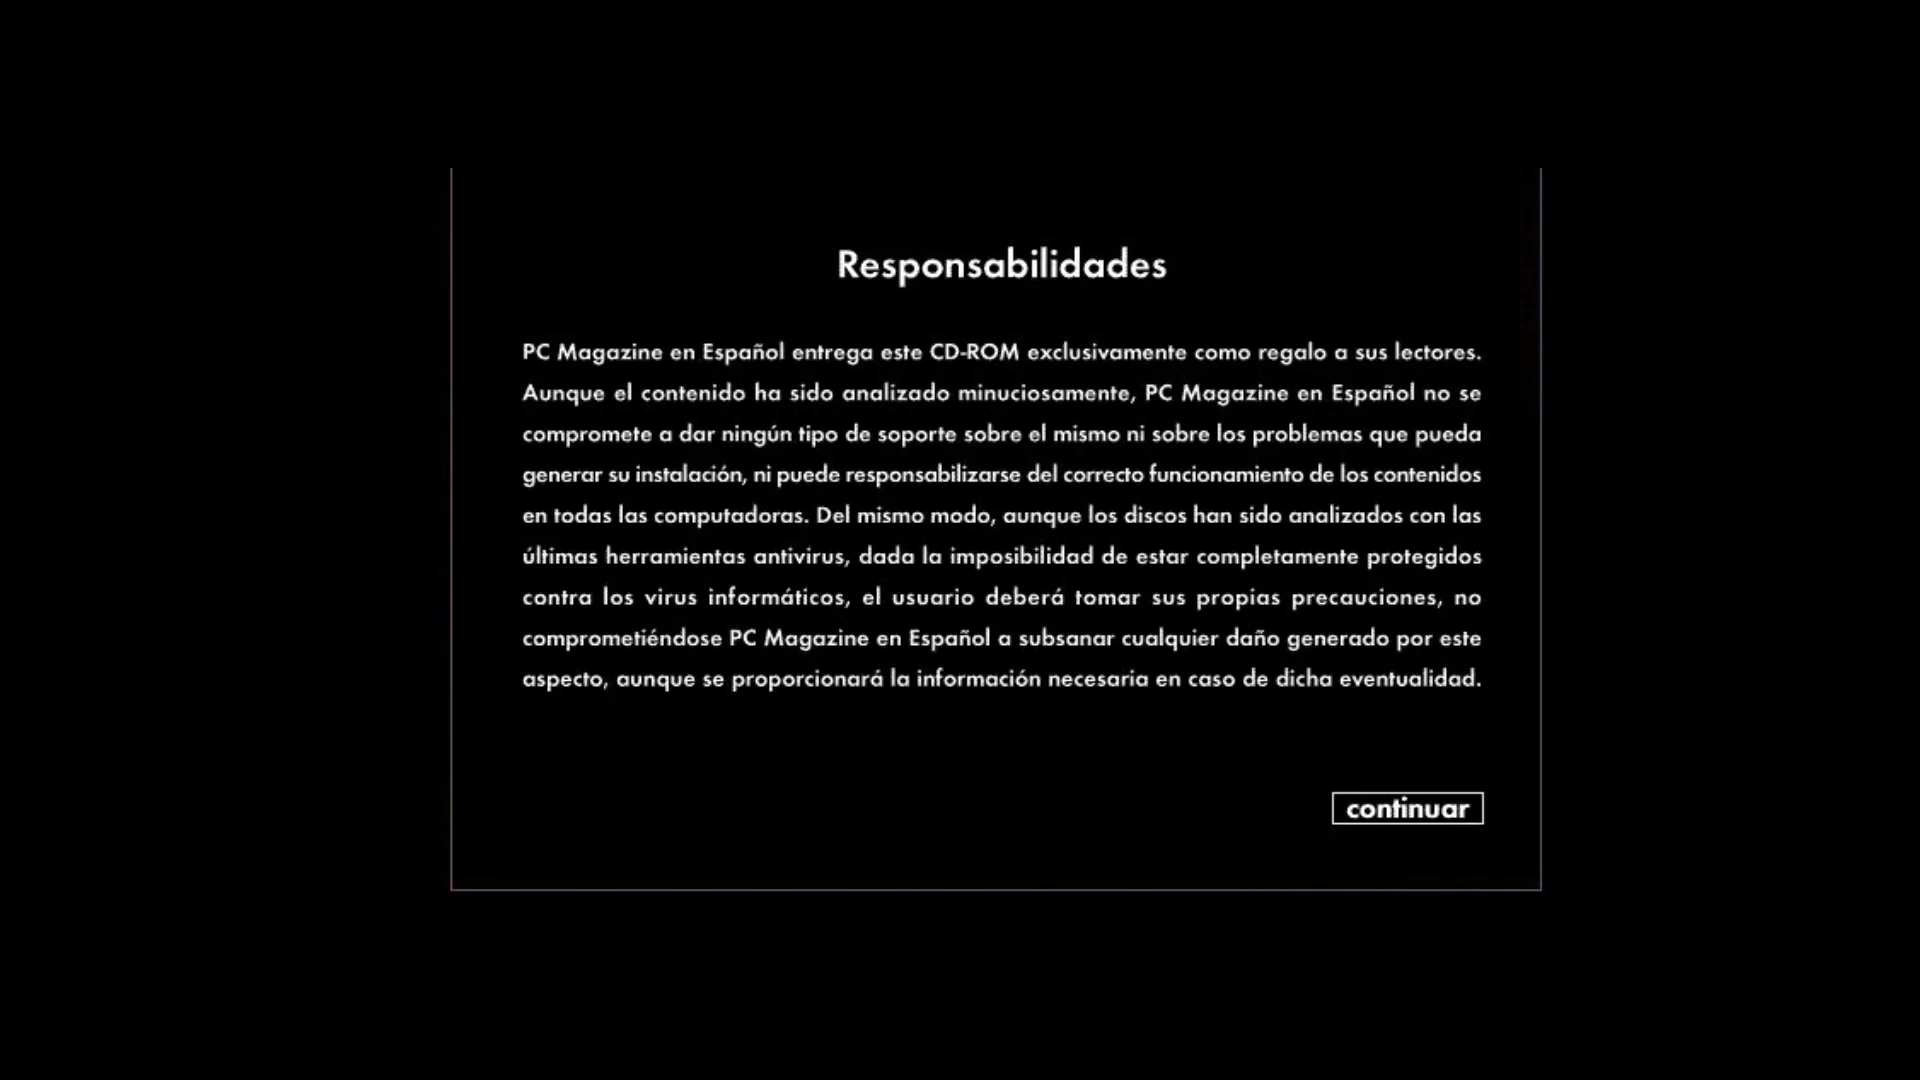 Responsabilidades
PC Magazine en Español entrega este CD-ROM exclusivamente como regalo a sus lectores.
Aunque el contenido ha sido analizado minuciosamente, PC Magazine en Español no se
compromete a dar ningún tipo de soporte sobre el mismo ni sobre los problemas que pueda
generar su instalación, ni puede responsabilizarse del correcto funcionamiento de los contenidos
en todas las computadoras. Del mismo modo, aunque los discos han sido analizados con las
últimas herramientas antivirus, dada la imposibilidad de estar completamente protegidos
contra los virus informáticos, el usuario deberá tomar sus propias precauciones, no
comprometiéndose PC Magazine en Español a subsanar cualquier daño generado por este
aspecto, aunque se proporcionará la información necesaria en caso de dicha eventualidad.
continuar